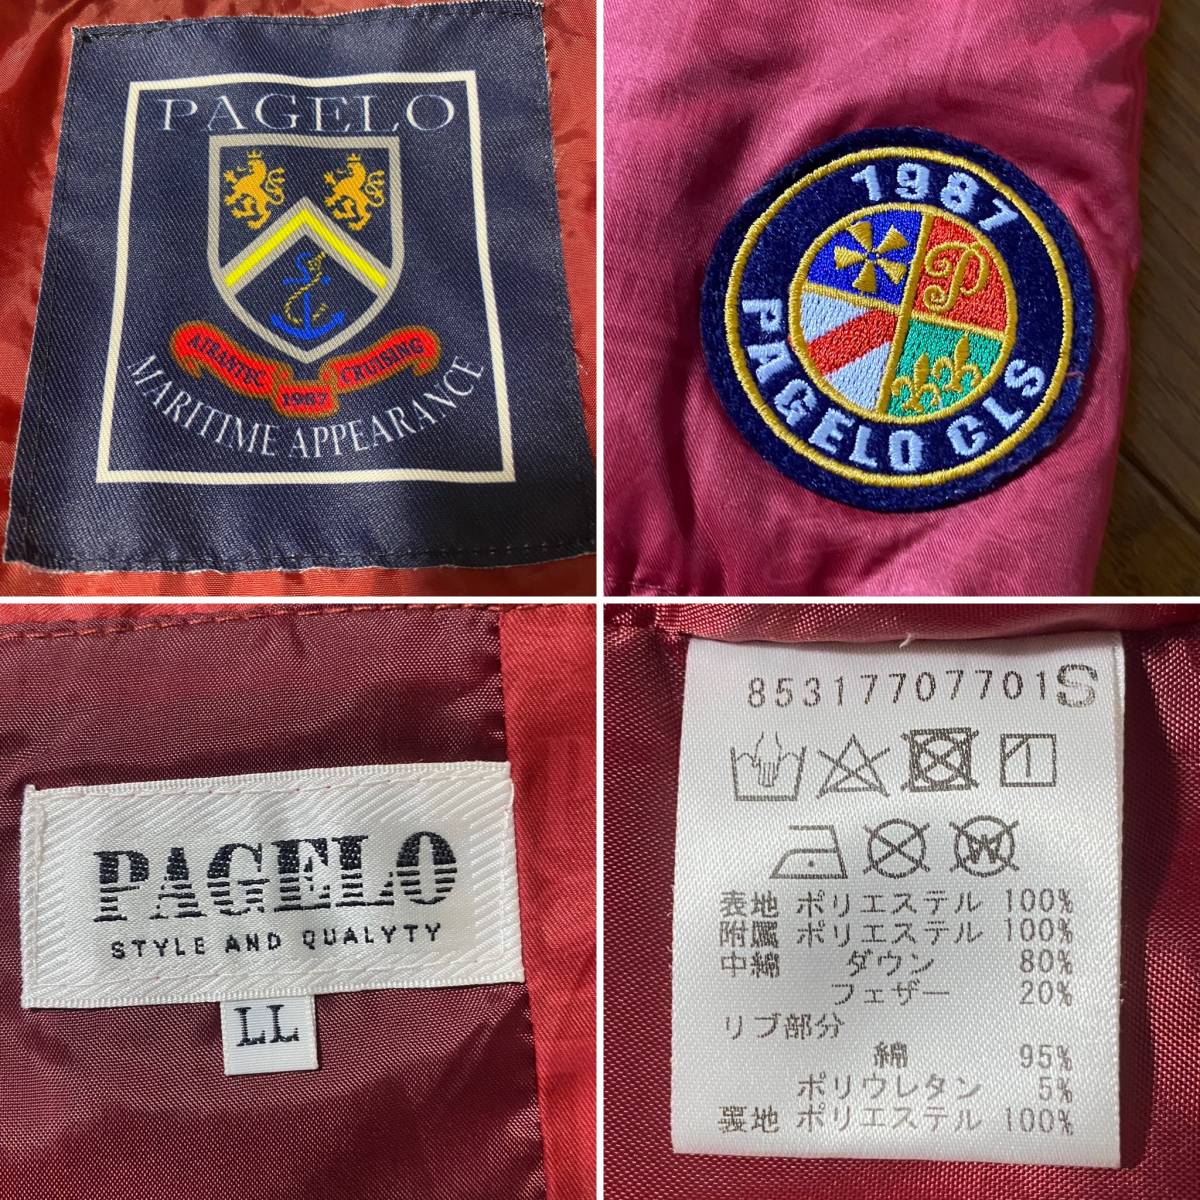 PAGELO
AIRANTEC 1987 CRUISING
MARITIME APPEARANCE
1987
P
PAGELO CLS
PAGELO
STYLE AND QUALYTY
LL
85317707701S
1
W
表地 ポリエステル 100%
附属 ポリエステル 100%
中綿 ダウン 80%
フェザー 20%
リブ部分
綿 95%
ポリウレタン 5%
裏地 ポリエステル 100%